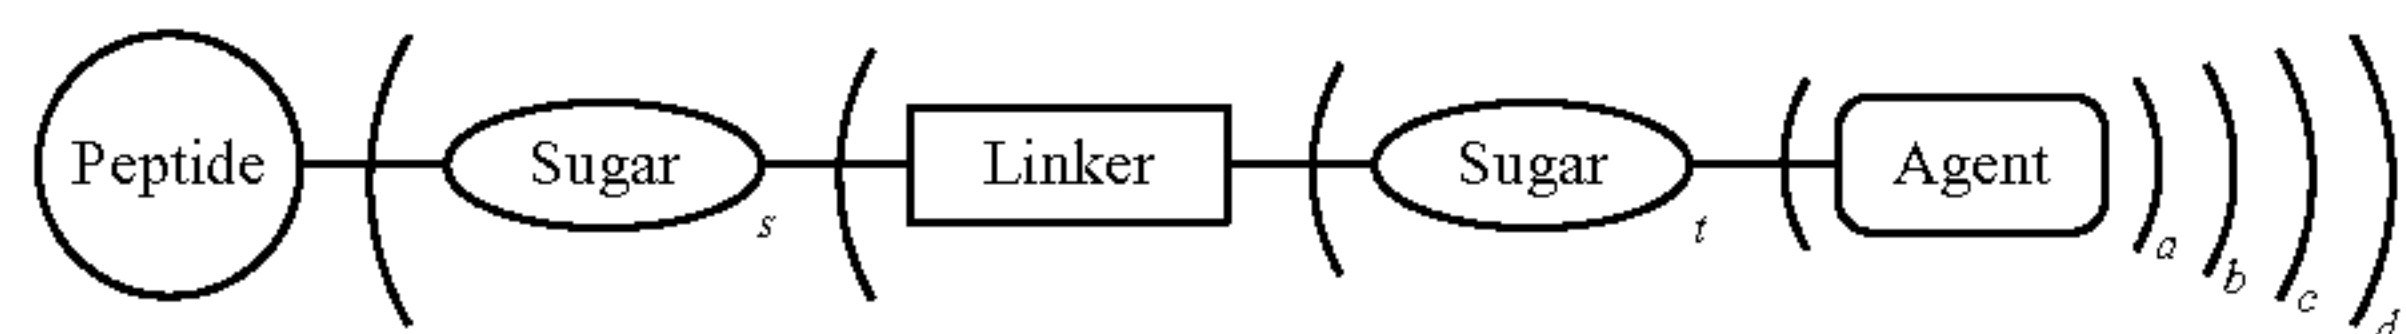 Peptide ( Sugar s ( Linker ( Sugar t ( Agent ) a ) b ) c ) d